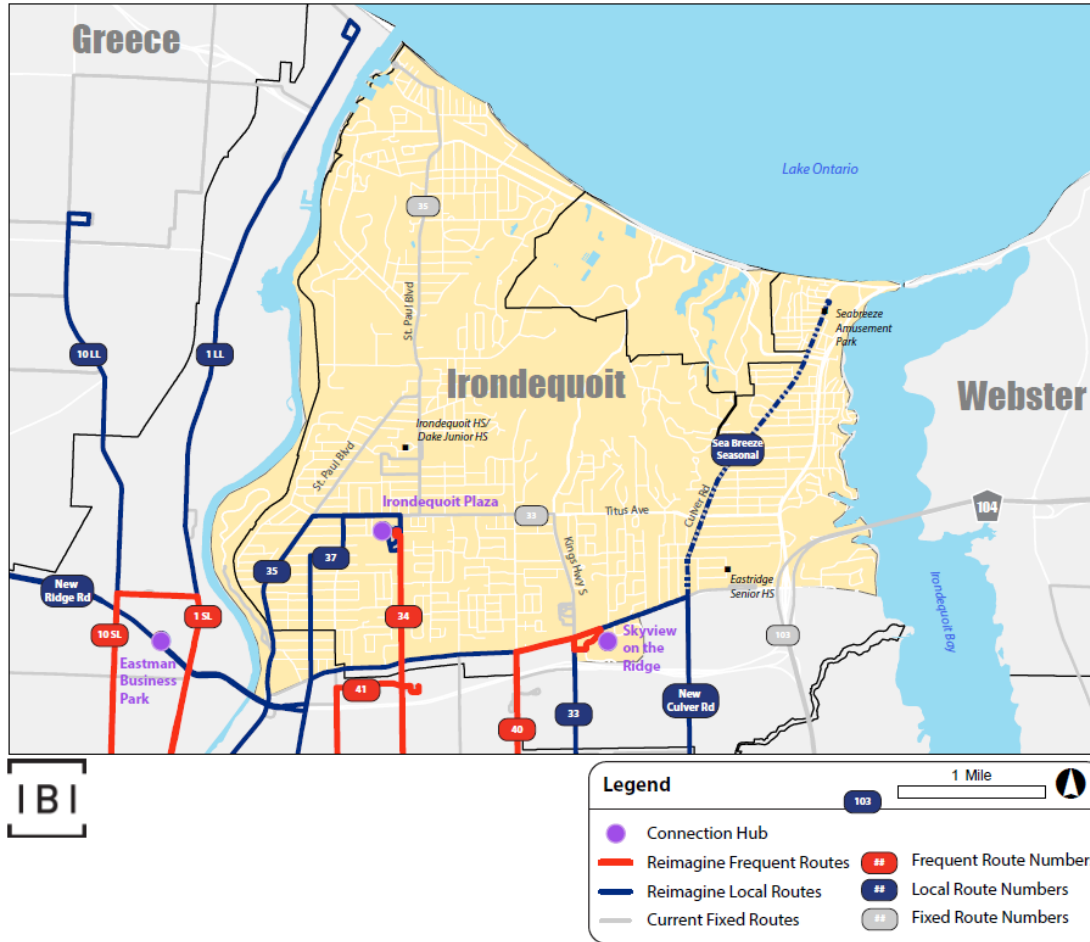 Greece
Lake Ontario
35
St. Paul Blvd
Seabreeze
Amusement
Park
10 LL
1 LL
Irondequoit
Webster
Irondequoit HS/
Dake Junior HS
Sea Breeze
Seasonal
St. Paul Blvd
Irondequoit Plaza
33
Titus Ave
Culver Rd
104
37
35
Kings Hwy S
New
Ridge Rd
Eastridge
Senior HS
Irondequoit Bay
34
1 SL
10 SL
103
Skyview
on the
Ridge
Eastman
Business
Park
41
New
Culver Rd
33
40
IBI
Legend
103
1 Mile
Connection Hub
Reimagine Frequent Routes
## Frequent Route Number
Reimagine Local Routes
## Local Route Numbers
Current Fixed Routes
## Fixed Route Numbers